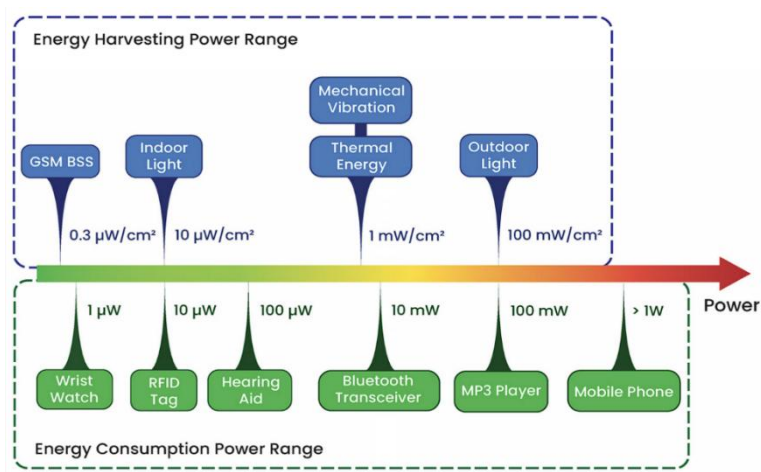 Energy Harvesting Power Range
Mechanical
Vibration
GSM BSS
Indoor
Light
Thermal
Energy
Outdoor
Light
0.3 µW/cm²
10 µW/cm²
1 mW/cm²
100 mW/cm²
Power
1 µW
10 µW
100 µW
10 mW
100 mW
> 1W
Wrist
Watch
RFID
Tag
Hearing
Aid
Bluetooth
Transceiver
MP3 Player
Mobile Phone
Energy Consumption Power Range